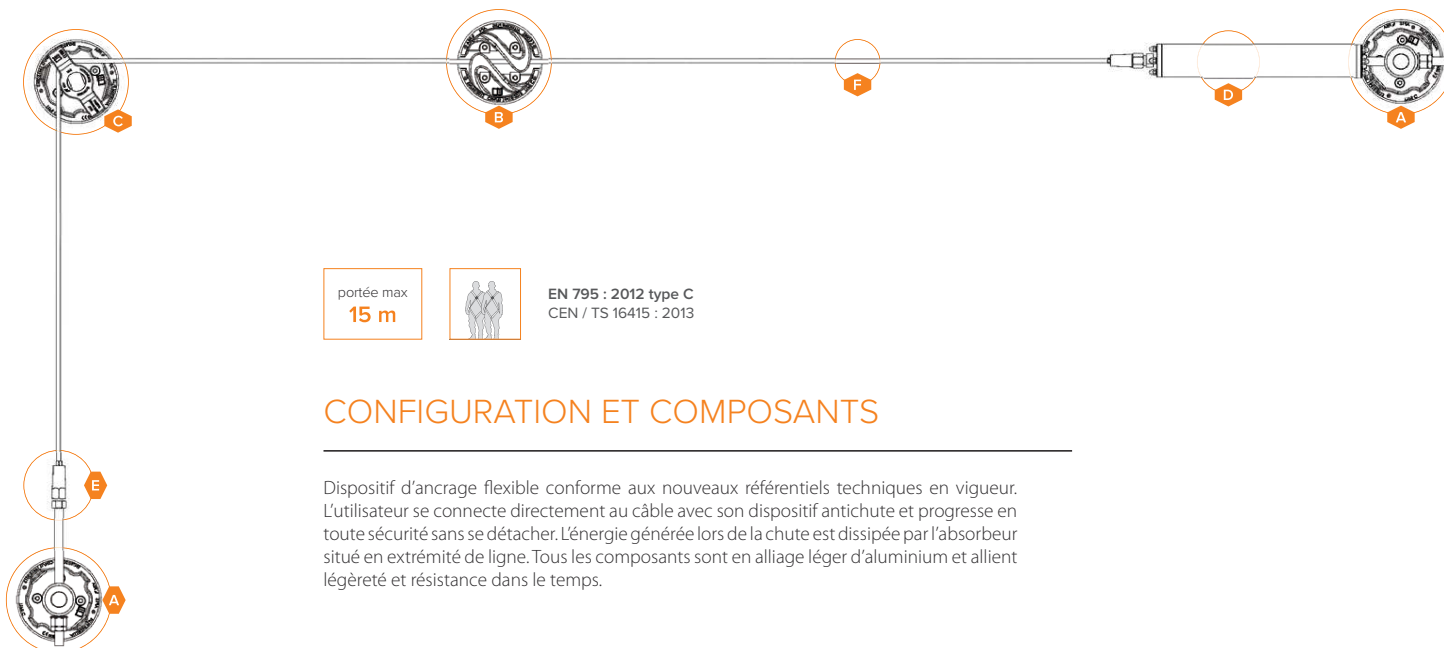 C
B
F
D
A
portée max
15 m
EN 795 : 2012 type C
CEN / TS 16415 : 2013
CONFIGURATION ET COMPOSANTS
E
Dispositif d’ancrage flexible conforme aux nouveaux référentiels techniques en vigueur.
L’utilisateur se connecte directement au câble avec son dispositif antichute et progresse en
toute sécurité sans se détacher. L’énergie générée lors de la chute est dissipée par l’absorbeur
situé en extrémité de ligne. Tous les composants sont en alliage léger d’aluminium et allient
légèreté et résistance dans le temps.
A